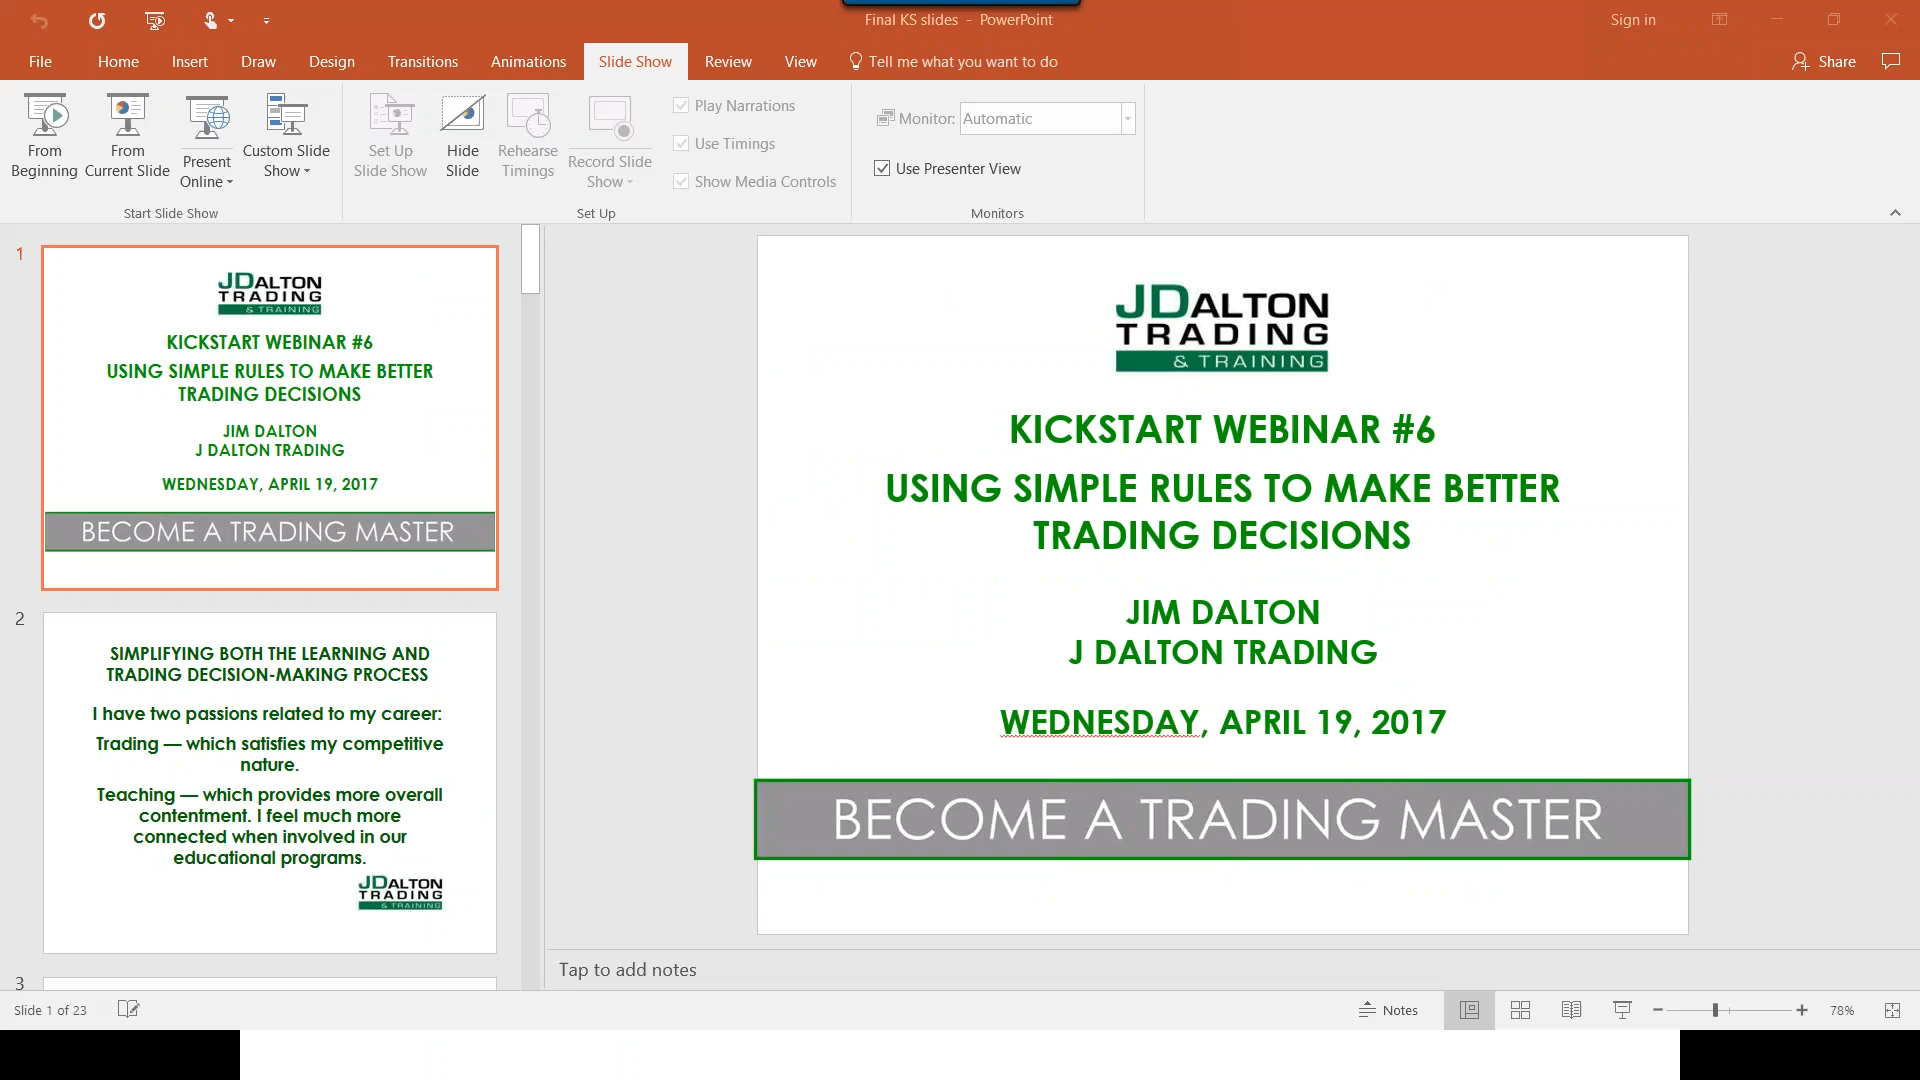 Final KS slides - PowerPoint
Sign in
File Home Insert Draw Design Transitions Animations Slide Show Review View Tell me what you want to do Share
From Beginning
From Current Slide
Present Online
Custom Slide Show
Set Up Slide Show
Hide Slide
Rehearse Timings
Record Slide Show
Play Narrations
Use Timings
Show Media Controls
Monitor: Automatic
Use Presenter View
Start Slide Show
Set Up
Monitors
1
JDALTON
TRADING
& TRAINING
KICKSTART WEBINAR #6
USING SIMPLE RULES TO MAKE BETTER
TRADING DECISIONS
JIM DALTON
J DALTON TRADING
WEDNESDAY, APRIL 19, 2017
BECOME A TRADING MASTER
2
SIMPLIFYING BOTH THE LEARNING AND
TRADING DECISION-MAKING PROCESS
I have two passions related to my career:
Trading — which satisfies my competitive
nature.
Teaching — which provides more overall
contentment. I feel much more
connected when involved in our
educational programs.
JDALTON
TRADING
& TRAINING
3
JDALTON
TRADING
& TRAINING
KICKSTART WEBINAR #6
USING SIMPLE RULES TO MAKE BETTER
TRADING DECISIONS
JIM DALTON
J DALTON TRADING
WEDNESDAY, APRIL 19, 2017
BECOME A TRADING MASTER
Tap to add notes
Slide 1 of 23
Notes
78%